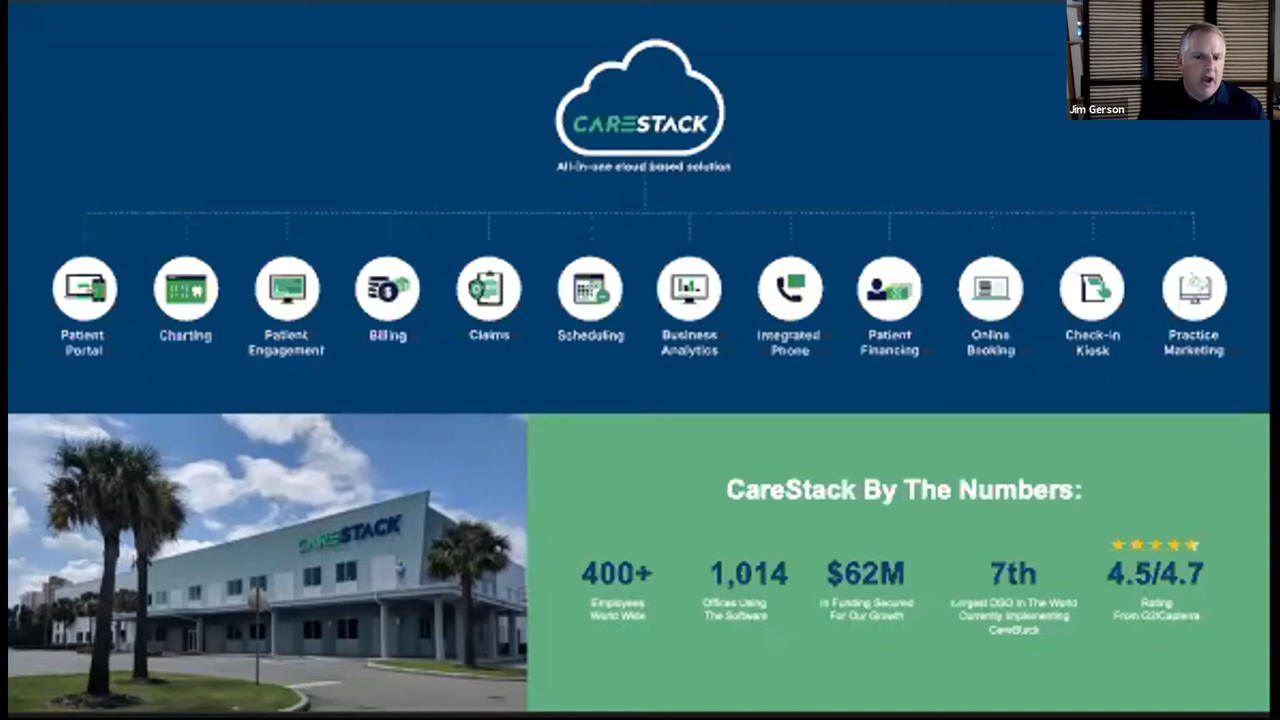 Jim Gerson
CARESTACK
All-in-one cloud based solution
Patient
Portal
Charting
Patient
Engagement
Billing
Claims
Scheduling
Business
Analytics
Integrated
Phone
Patient
Financing
Online
Booking
Check-in
Kiosk
Practice
Marketing
CARESTACK
CareStack By The Numbers:
400+
Employees
World Wide
1,014
Offices Using
The Software
$62M
In Funding Secured
For Our Growth
7th
Largest DSO In The World
Currently Implementing
CareStack
4.5/4.7
Rating
From G2/Capterra